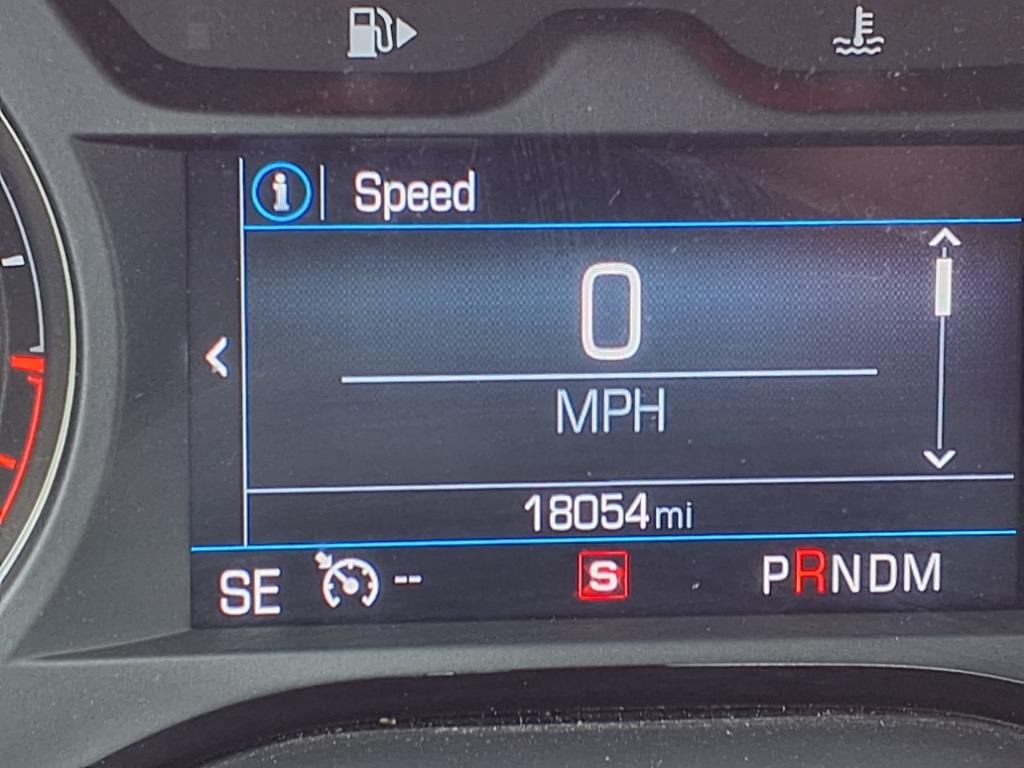 Speed
0
MPH
18054 mi
SE -- S PRNDM